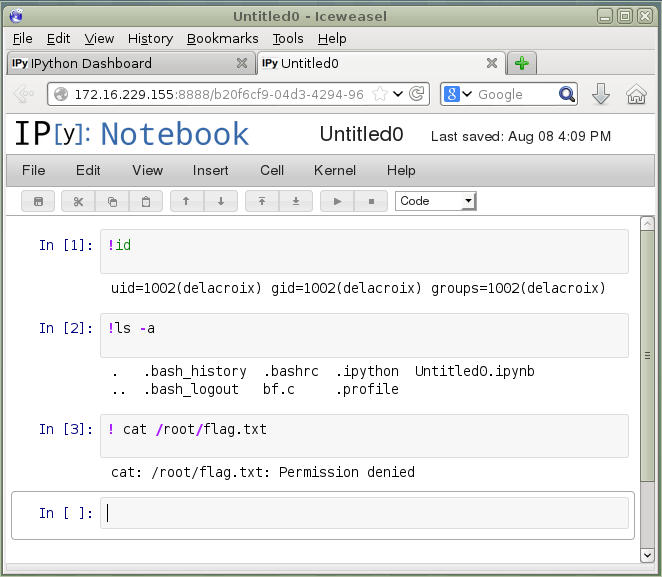 Untitled0 - Iceweasel
File Edit View History Bookmarks Tools Help
IPy IPython Dashboard IPy Untitled0
172.16.229.155:8888/b20f6cf9-04d3-4294-96 8 Google
IP[y]: Notebook Untitled0 Last saved: Aug 08 4:09 PM
File Edit View Insert Cell Kernel Help
Code
In [1]: !id
uid=1002(delacroix) gid=1002(delacroix) groups=1002(delacroix)
In [2]: !ls -a
. .bash_history .bashrc .ipython Untitled0.ipynb
.. .bash_logout bf.c .profile
In [3]: ! cat /root/flag.txt
cat: /root/flag.txt: Permission denied
In [ ]: